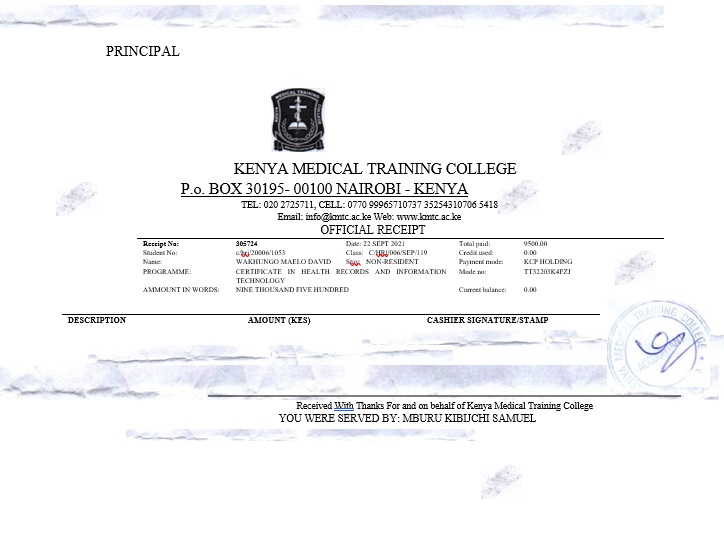 PRINCIPAL
KENYA MEDICAL TRAINING COLLEGE
P.o. BOX 30195- 00100 NAIROBI - KENYA
TEL: 020 2725711, CELL: 0770 99965710737 35254310706 5418
Email: info@kmtc.ac.ke Web: www.kmtc.ac.ke
OFFICIAL RECEIPT
Receipt No: 305724 Date: 22 SEPT 2021 Total paid: 9500.00
Student No: /20006/1053 Class: /006/SEP/119 Credit used: 0.00
Name: WAKHUNGO MAELO DAVID NON-RESIDENT Payment mode: KCP HOLDING
PROGRAMME: CERTIFICATE IN HEALTH RECORDS AND INFORMATION Mode no: TT32203K4FZJ
TECHNOLOGY
AMMOUNT IN WORDS: NINE THOUSAND FIVE HUNDRED Current balance: 0.00
DESCRIPTION AMOUNT (KES) CASHIER SIGNATURE/STAMP
MEDICAL TRAINING COLLEGE
Received With Thanks For and on behalf of Kenya Medical Training College
YOU WERE SERVED BY: MBURU KIBIJCHI SAMUEL